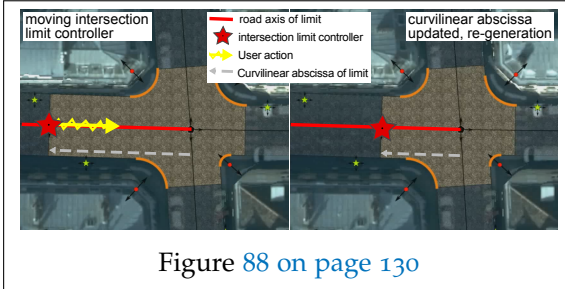 moving intersection
limit controller
road axis of limit
intersection limit controller
User action
Curvilinear abscissa of limit
curvilinear abscissa
updated, re-generation
Figure 88 on page 130